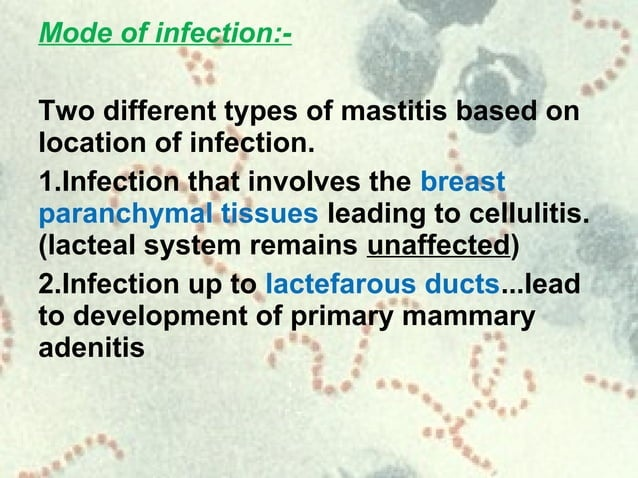 Mode of infection:-
Two different types of mastitis based on
location of infection.
1.Infection that involves the breast
paranchymal tissues leading to cellulitis.
(lacteal system remains unaffected)
2.Infection up to lactefarous ducts...lead
to development of primary mammary
adenitis